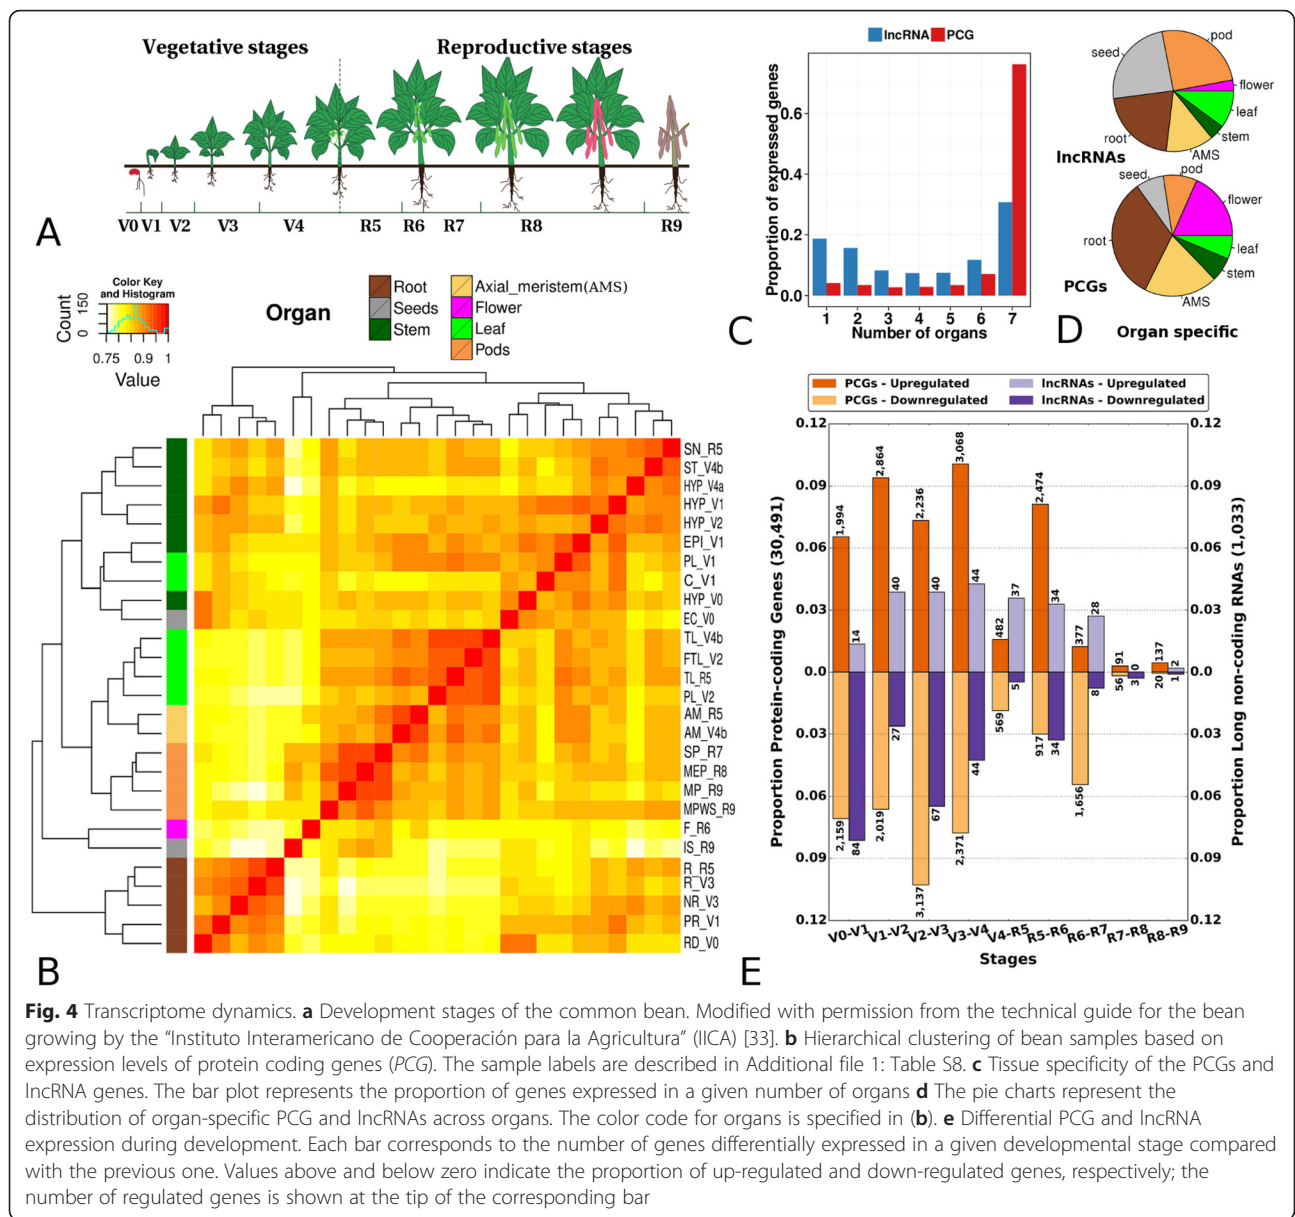 Vegetative stages
Reproductive stages
V0 V1 V2 V3 V4 R5 R6 R7 R8 R9
A
lncRNA PCG
Proportion of expressed genes
0.6
0.4
0.2
0.0
1 2 3 4 5 6 7
Number of organs
C
pod
seed
flower
leaf
stem
AMS
root
lncRNAs
pod
seed
flower
root
leaf
stem
AMS
PCGs
Organ specific
D
Color Key
and Histogram
Count
0 150
0.75 0.9 1
Value
Organ
Root
Seeds
Stem
Axial_meristem(AMS)
Flower
Leaf
Pods
SN_R5
ST_V4b
HYP_V4a
HYP_V1
HYP_V2
EPI_V1
PL_V1
C_V1
HYP_V0
EC_V0
TL_V4b
FTL_V2
TL_R5
PL_V2
AM_R5
AM_V4b
SP_R7
MEP_R8
MP_R9
MPWS_R9
F_R6
IS_R9
R_R5
R_V3
NR_V3
PR_V1
RD_V0
B
PCGs - Upregulated
PCGs - Downregulated
lncRNAs - Upregulated
lncRNAs - Downregulated
Proportion Protein-coding Genes (30,491)
0.12
0.09
0.06
0.03
0.0
0.03
0.06
0.09
0.12
1,994 14 2,864 40 2,236 40 3,068 44 482 37 2,474 34 377 28 91 0 137 2
2,159 84 2,019 27 3,137 67 2,371 44 569 5 917 34 1,656 8 56 3 20 1
0.12
0.09
0.06
0.03
0.0
0.03
0.06
0.09
0.12
Proportion Long non-coding RNAs (1,033)
V0-V1 V1-V2 V2-V3 V3-V4 V4-R5 R5-R6 R6-R7 R7-R8 R8-R9
Stages
E
Fig. 4 Transcriptome dynamics. a Development stages of the common bean. Modified with permission from the technical guide for the bean
growing by the “Instituto Interamericano de Cooperación para la Agricultura” (IICA) [33]. b Hierarchical clustering of bean samples based on
expression levels of protein coding genes (PCG). The sample labels are described in Additional file 1: Table S8. c Tissue specificity of the PCGs and
lncRNA genes. The bar plot represents the proportion of genes expressed in a given number of organs d The pie charts represent the
distribution of organ-specific PCG and lncRNAs across organs. The color code for organs is specified in (b). e Differential PCG and lncRNA
expression during development. Each bar corresponds to the number of genes differentially expressed in a given developmental stage compared
with the previous one. Values above and below zero indicate the proportion of up-regulated and down-regulated genes, respectively; the
number of regulated genes is shown at the tip of the corresponding bar